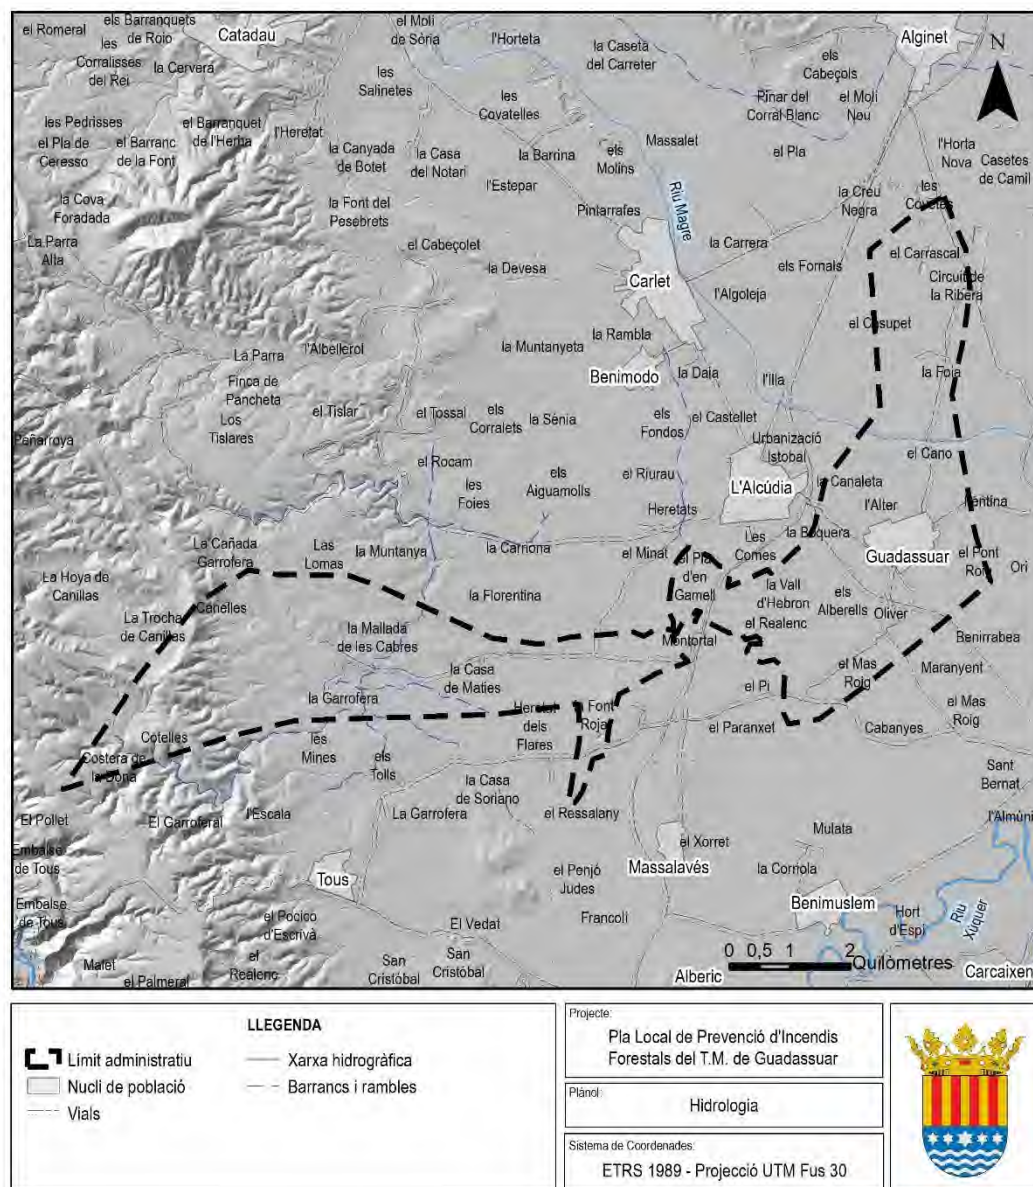 el Romeral
els Barranquets
de Roio
Catadau
les
Corralisses
del Rei
la Cerverá
el Molí
de Sòria
l'Horteta
la Caseta
del Carreter
els
Cabeçols
Alginet
N
les
Salinetes
les
Covatelles
Pinar del
Corral Blanc
el Molí
Nou
les Pedrisses
el Pla de
Ceresso
el Barranc
de la Font
el Barranquet
de l'Herba
l'Heretat
la Canyada
de Botet
la Casa
del Notari
la Barrina
els
Molins
Massalet
el Pla
l'Horta
Nova
Casetes
de Camil
la Cova
Foradada
la Font del
Pesebrets
l'Estepar
Pintarrafes
Riu Magre
la Creu
Negra
les
Covetes
La Parra
Alta
el Cabeçolet
la Devesa
Carlet
la Carrera
els Fornals
el Carrascal
Circuit de
la Ribera
l'Algoleja
el Casupet
La Parra
l'Albellerol
la Muntanyeta
la Rambla
Benimodo
la Daia
l'Illa
la Foia
Finca de
Pancheta
Los
Tislares
el Tislar
el Tossal
els
Corralets
la Sénia
els
Fondos
el Castellet
Peñarroya
Urbanizació
Istobal
el Cano
el Rocam
les
Foies
els
Aiguamolls
el Riurau
L'Alcúdia
la Canaleta
l'Alter
Heretats
Guadassuar
La Cañada
Garrofera
Las
Lomas
la Muntanya
la Carriona
el Minat
Les
Comes
la Boquera
el Pont
Roig
Orì
La Hoya de
Canillas
Canelles
la Florentina
el Pla
d'en
Gamell
la Vall
d'Hebron
el Realenc
els
Alberells
Oliver
La Trocha
de Canillas
la Mallada
de les Cabres
Montortal
Benirrabea
la Casa
de Maties
el Mas
Roig
Maranyent
la Garrofera
el Pi
Heretat
dels
Flares
la Font
Roja
el Paranxet
Cabanyes
el Mas
Roig
Cotelles
Costera de
la Bona
les
Mines
els
Tolls
la Casa
de Soriano
Sant
Bernat
El Pollet
El Garroferal
l'Escala
La Garrofera
el Ressalany
Embalse
de Tous
Mulata
Tous
el Penjó
Judes
el Xorret
Massalavés
la Corriola
Embalse
de Tous
Benimuslem
el Pocico
d'Escrivà
El Vedat
Francolí
Hort
d'Espi
Riu
Xúquer
Malet
el
Realenc
el Palmeral
San
Cristóbal
San
Cristóbal
Alberic
0 0,5 1 2
Quilòmetres
Carcaixen
LLEGENDA
Límit administratiu
Nucli de població
Vials
Xarxa hidrogràfica
Barrancs i rambles
Projecte:
Pla Local de Prevenció d'Incendis
Forestals del T.M. de Guadassuar
Plànol:
Hidrologia
Sistema de Coordenades:
ETRS 1989 - Projecció UTM Fus 30